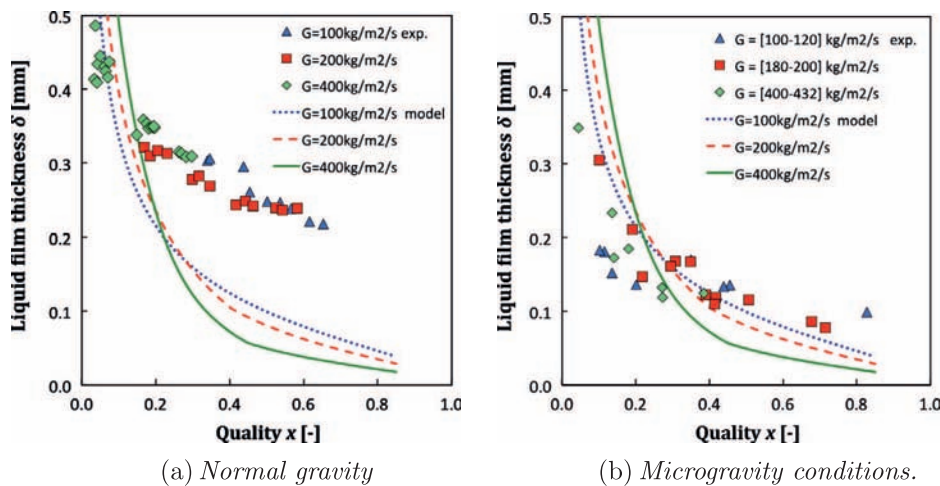 0.5
0.4
0.3
0.2
0.1
0.0
0.0 0.2 0.4 0.6 0.8 1.0
Liquid film thickness δ [mm]
Quality x [-]
G=100kg/m2/s exp.
G=200kg/m2/s
G=400kg/m2/s
G=100kg/m2/s model
G=200kg/m2/s
G=400kg/m2/s
(a) Normal gravity
0.5
0.4
0.3
0.2
0.1
0.0
0.0 0.2 0.4 0.6 0.8 1.0
Liquid film thickness δ [mm]
Quality x [-]
G = [100-120] kg/m2/s exp.
G = [180-200] kg/m2/s
G = [400-432] kg/m2/s
G=100kg/m2/s model
G=200kg/m2/s
G=400kg/m2/s
(b) Microgravity conditions.